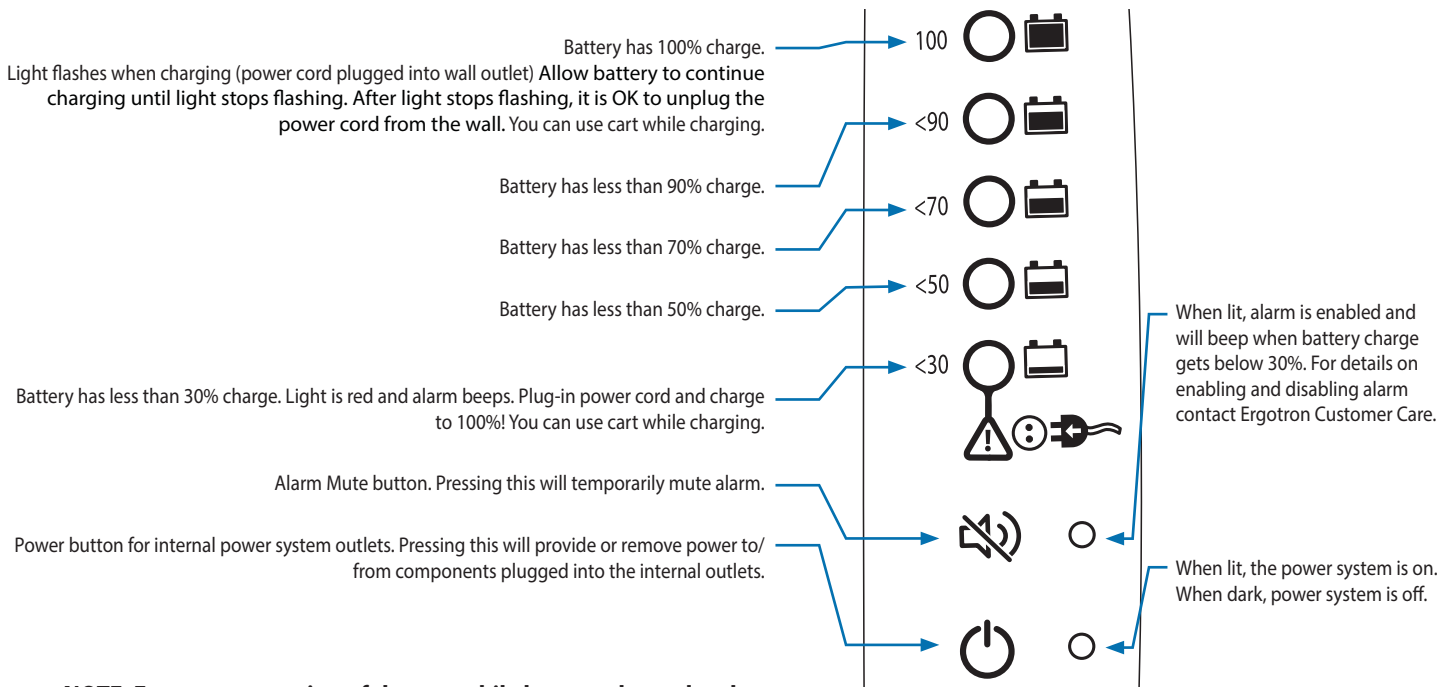 Battery has 100% charge.
Light flashes when charging (power cord plugged into wall outlet) Allow battery to continue
charging until light stops flashing. After light stops flashing, it is OK to unplug the
power cord from the wall. You can use cart while charging.
100
<90
Battery has less than 90% charge.
<70
Battery has less than 70% charge.
<50
Battery has less than 50% charge.
<30
Battery has less than 30% charge. Light is red and alarm beeps. Plug-in power cord and charge
to 100%! You can use cart while charging.
When lit, alarm is enabled and
will beep when battery charge
gets below 30%. For details on
enabling and disabling alarm
contact Ergotron Customer Care.
Alarm Mute button. Pressing this will temporarily mute alarm.
Power button for internal power system outlets. Pressing this will provide or remove power to/
from components plugged into the internal outlets.
When lit, the power system is on.
When dark, power system is off.